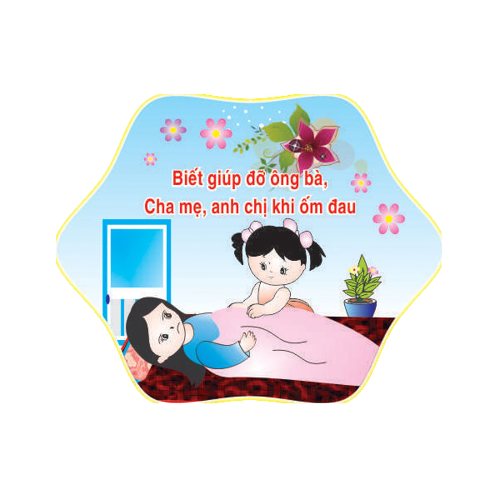 Biết giúp đỡ ông bà,
Cha mẹ, anh chị khi ốm đau